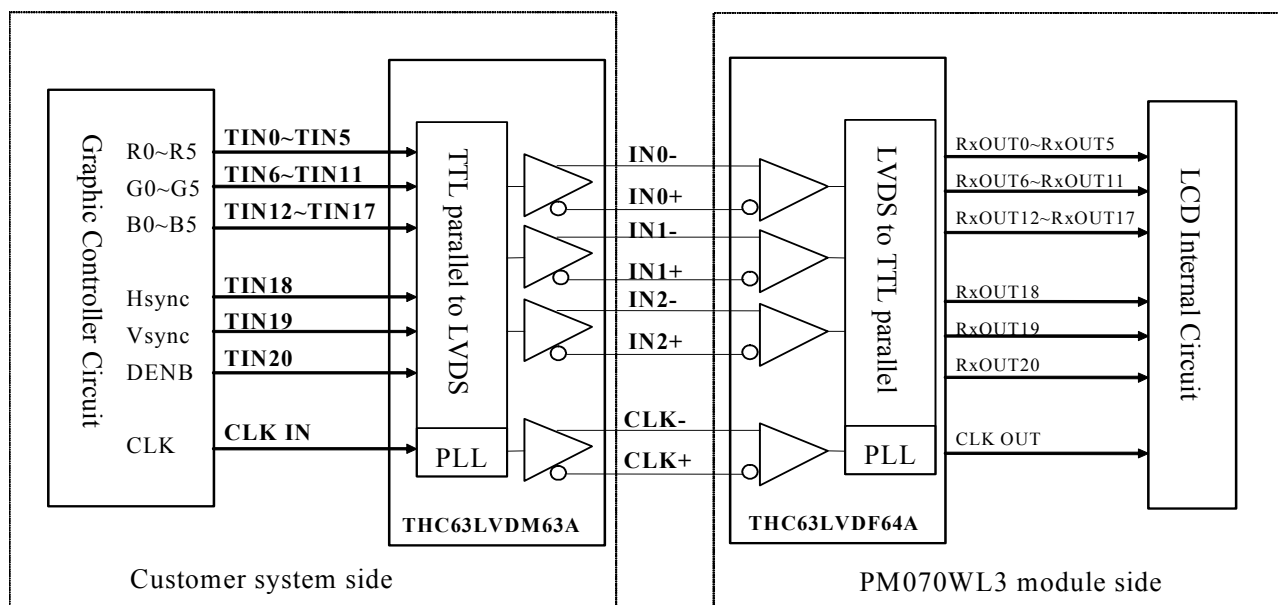 Graphic Controller Circuit
R0~R5
G0~G5
B0~B5
Hsync
Vsync
DENB
CLK
TIN0~TIN5
TIN6~TIN11
TIN12~TIN17
TIN18
TIN19
TIN20
CLK IN
TTL parallel to LVDS
PLL
THC63LVDM63A
IN0-
IN0+
IN1-
IN1+
IN2-
IN2+
CLK-
CLK+
LVDS to TTL parallel
PLL
THC63LVDF64A
RxOUT0~RxOUT5
RxOUT6~RxOUT11
RxOUT12~RxOUT17
RxOUT18
RxOUT19
RxOUT20
CLK OUT
LCD Internal Circuit
Customer system side
PM070WL3 module side